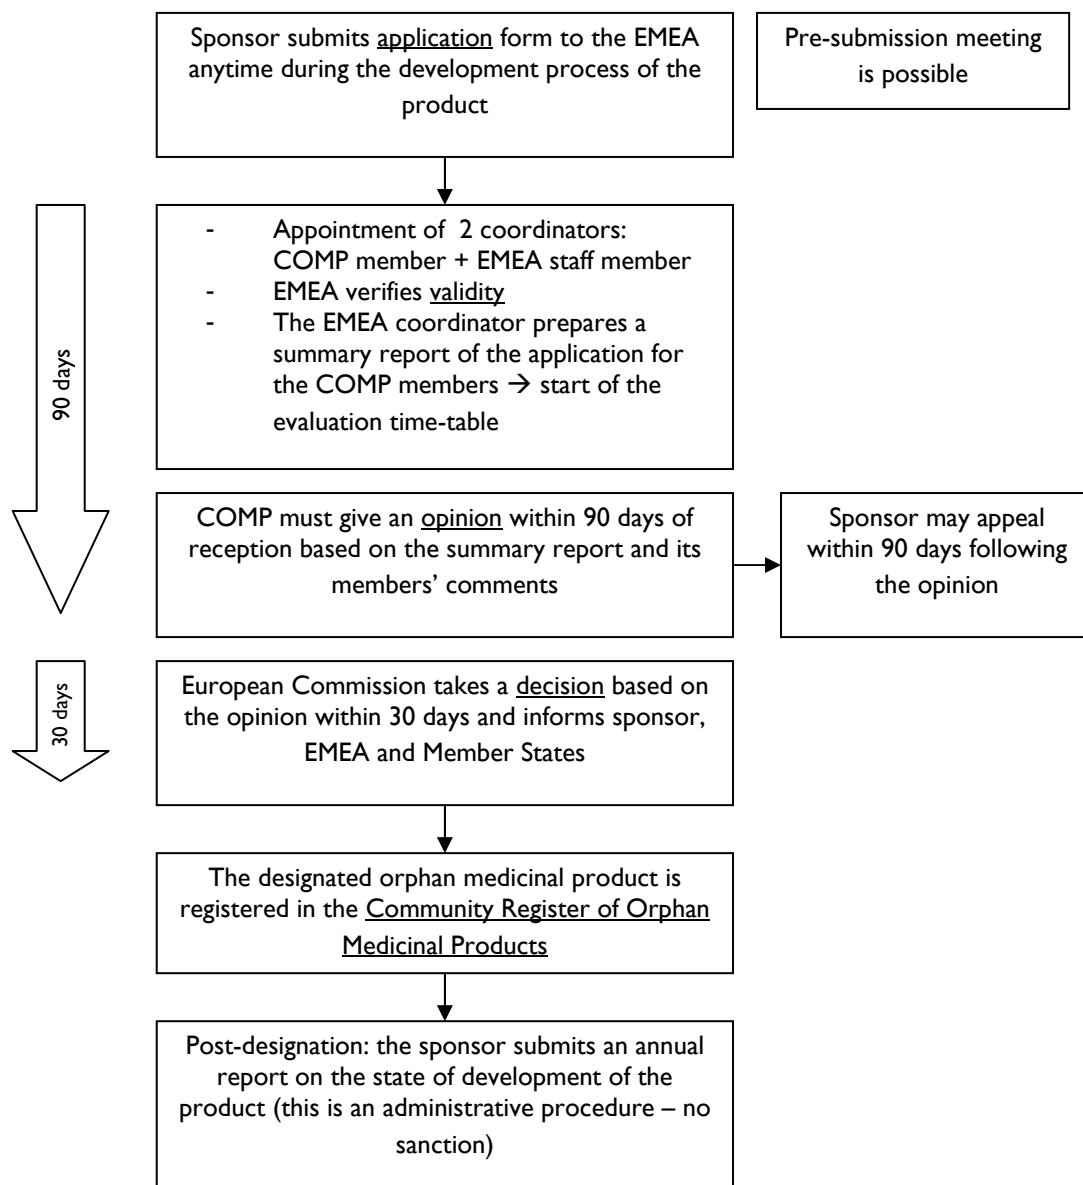 Sponsor submits application form to the EMEA
anytime during the development process of the
product
Pre-submission meeting
is possible
90 days
- Appointment of 2 coordinators:
COMP member + EMEA staff member
- EMEA verifies validity
- The EMEA coordinator prepares a
summary report of the application for
the COMP members → start of the
evaluation time-table
COMP must give an opinion within 90 days of
reception based on the summary report and its
members’ comments
Sponsor may appeal
within 90 days following
the opinion
30 days
European Commission takes a decision based on
the opinion within 30 days and informs sponsor,
EMEA and Member States
The designated orphan medicinal product is
registered in the Community Register of Orphan
Medicinal Products
Post-designation: the sponsor submits an annual
report on the state of development of the
product (this is an administrative procedure – no
sanction)